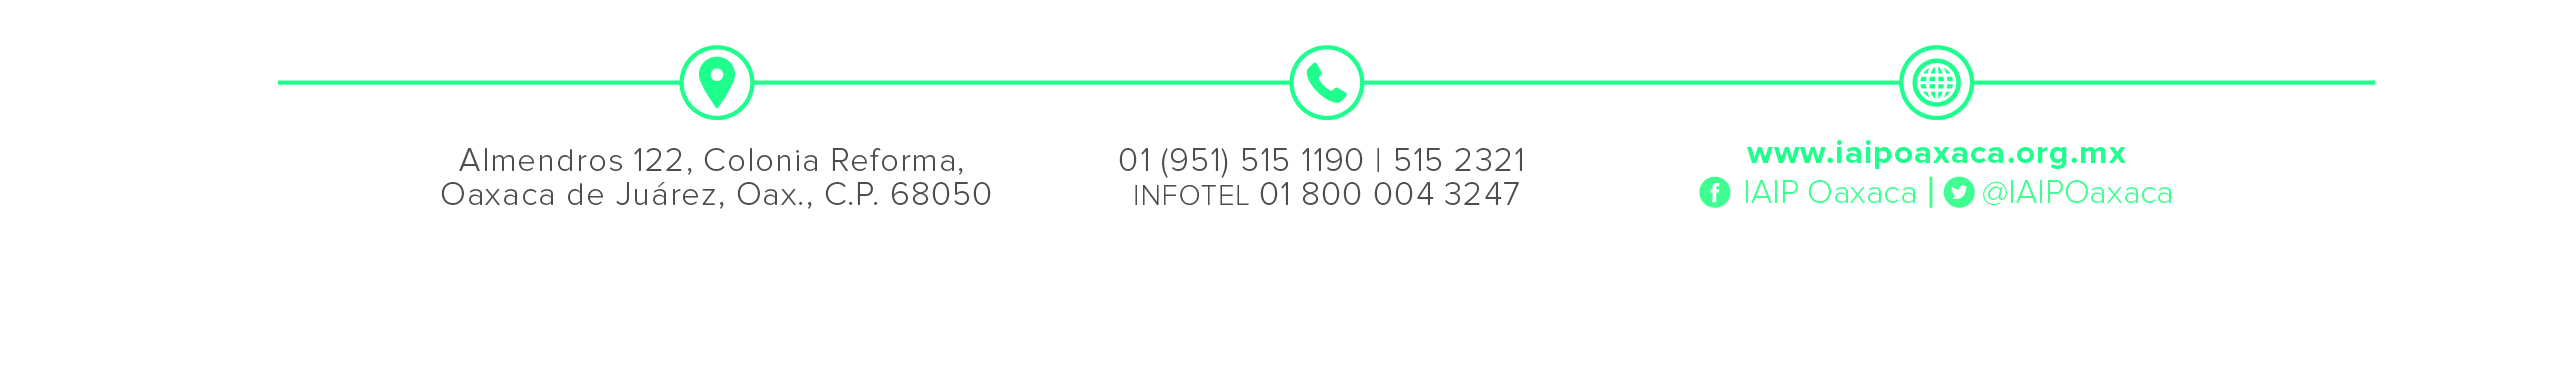 Almendros 122, Colonia Reforma,
Oaxaca de Juárez, Oax., C.P. 68050
01 (951) 515 1190 | 515 2321
INFOTEL 01 800 004 3247
www.iaipoaxaca.org.mx
IAIP Oaxaca | @IAIPOaxaca